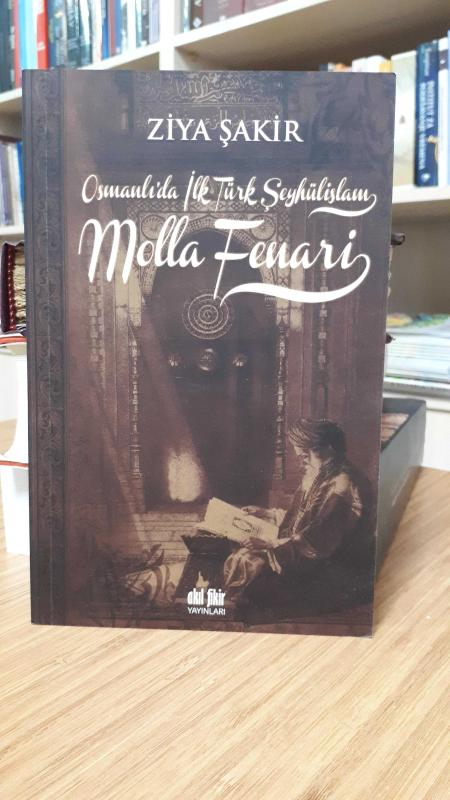 ZİYA ŞAKİR
Osmanlı'da İlk Türk Şeyhülislam
Molla Fenari
akıl fikir
YAYINLARI